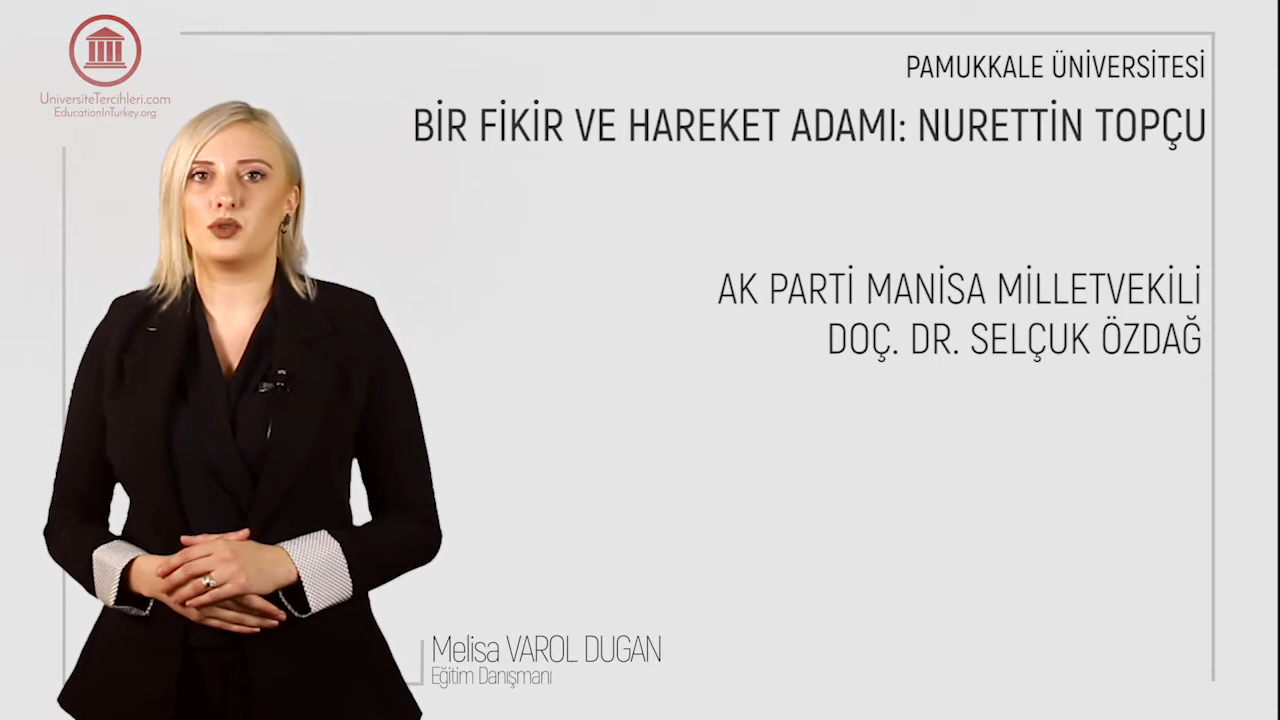 UniversiteTercihleri.com
EducationInTurkey.org
PAMUKKALE ÜNİVERSİTESİ
BİR FİKİR VE HAREKET ADAMI: NURETTİN TOPÇU
AK PARTİ MANİSA MİLLETVEKİLİ
DOÇ. DR. SELÇUK ÖZDAĞ
Melisa VAROL DUGAN
Eğitim Danışmanı